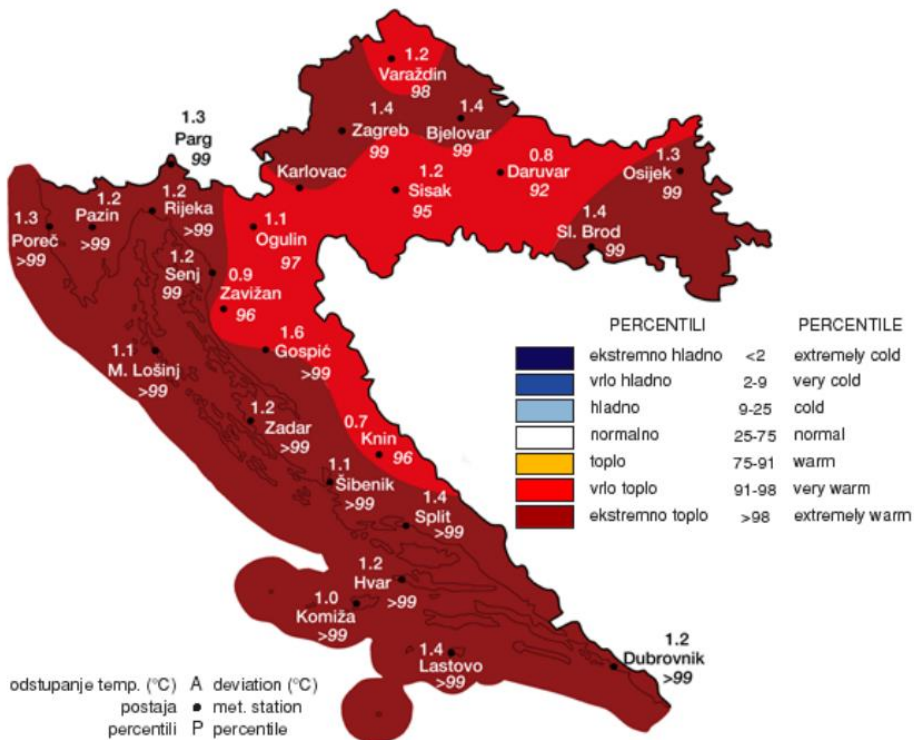 1.2
Varaždin
98
1.4
Zagreb
99
1.4
Bjelovar
99
1.3
Parg
99
Karlovac
1.2
Sisak
95
0.8
Daruvar
92
1.3
Osijek
99
1.4
Sl. Brod
99
1.3
Poreč
>99
1.2
Pazin
>99
1.2
Rijeka
>99
1.1
Ogulin
97
1.2
Senj
99
0.9
Zavižan
96
1.6
Gospić
>99
1.1
M. Lošinj
>99
1.2
Zadar
>99
0.7
Knin
96
1.1
Šibenik
>99
1.4
Split
>99
1.2
Hvar
>99
1.0
Komiža
>99
1.4
Lastovo
>99
1.2
Dubrovnik
>99
PERCENTILI PERCENTILE
ekstremno hladno <2 extremely cold
vrlo hladno 2-9 very cold
hladno 9-25 cold
normalno 25-75 normal
toplo 75-91 warm
vrlo toplo 91-98 very warm
ekstremno toplo >98 extremely warm
odstupanje temp. (°C) A deviation (°C)
postaja met. station
percentili P percentile